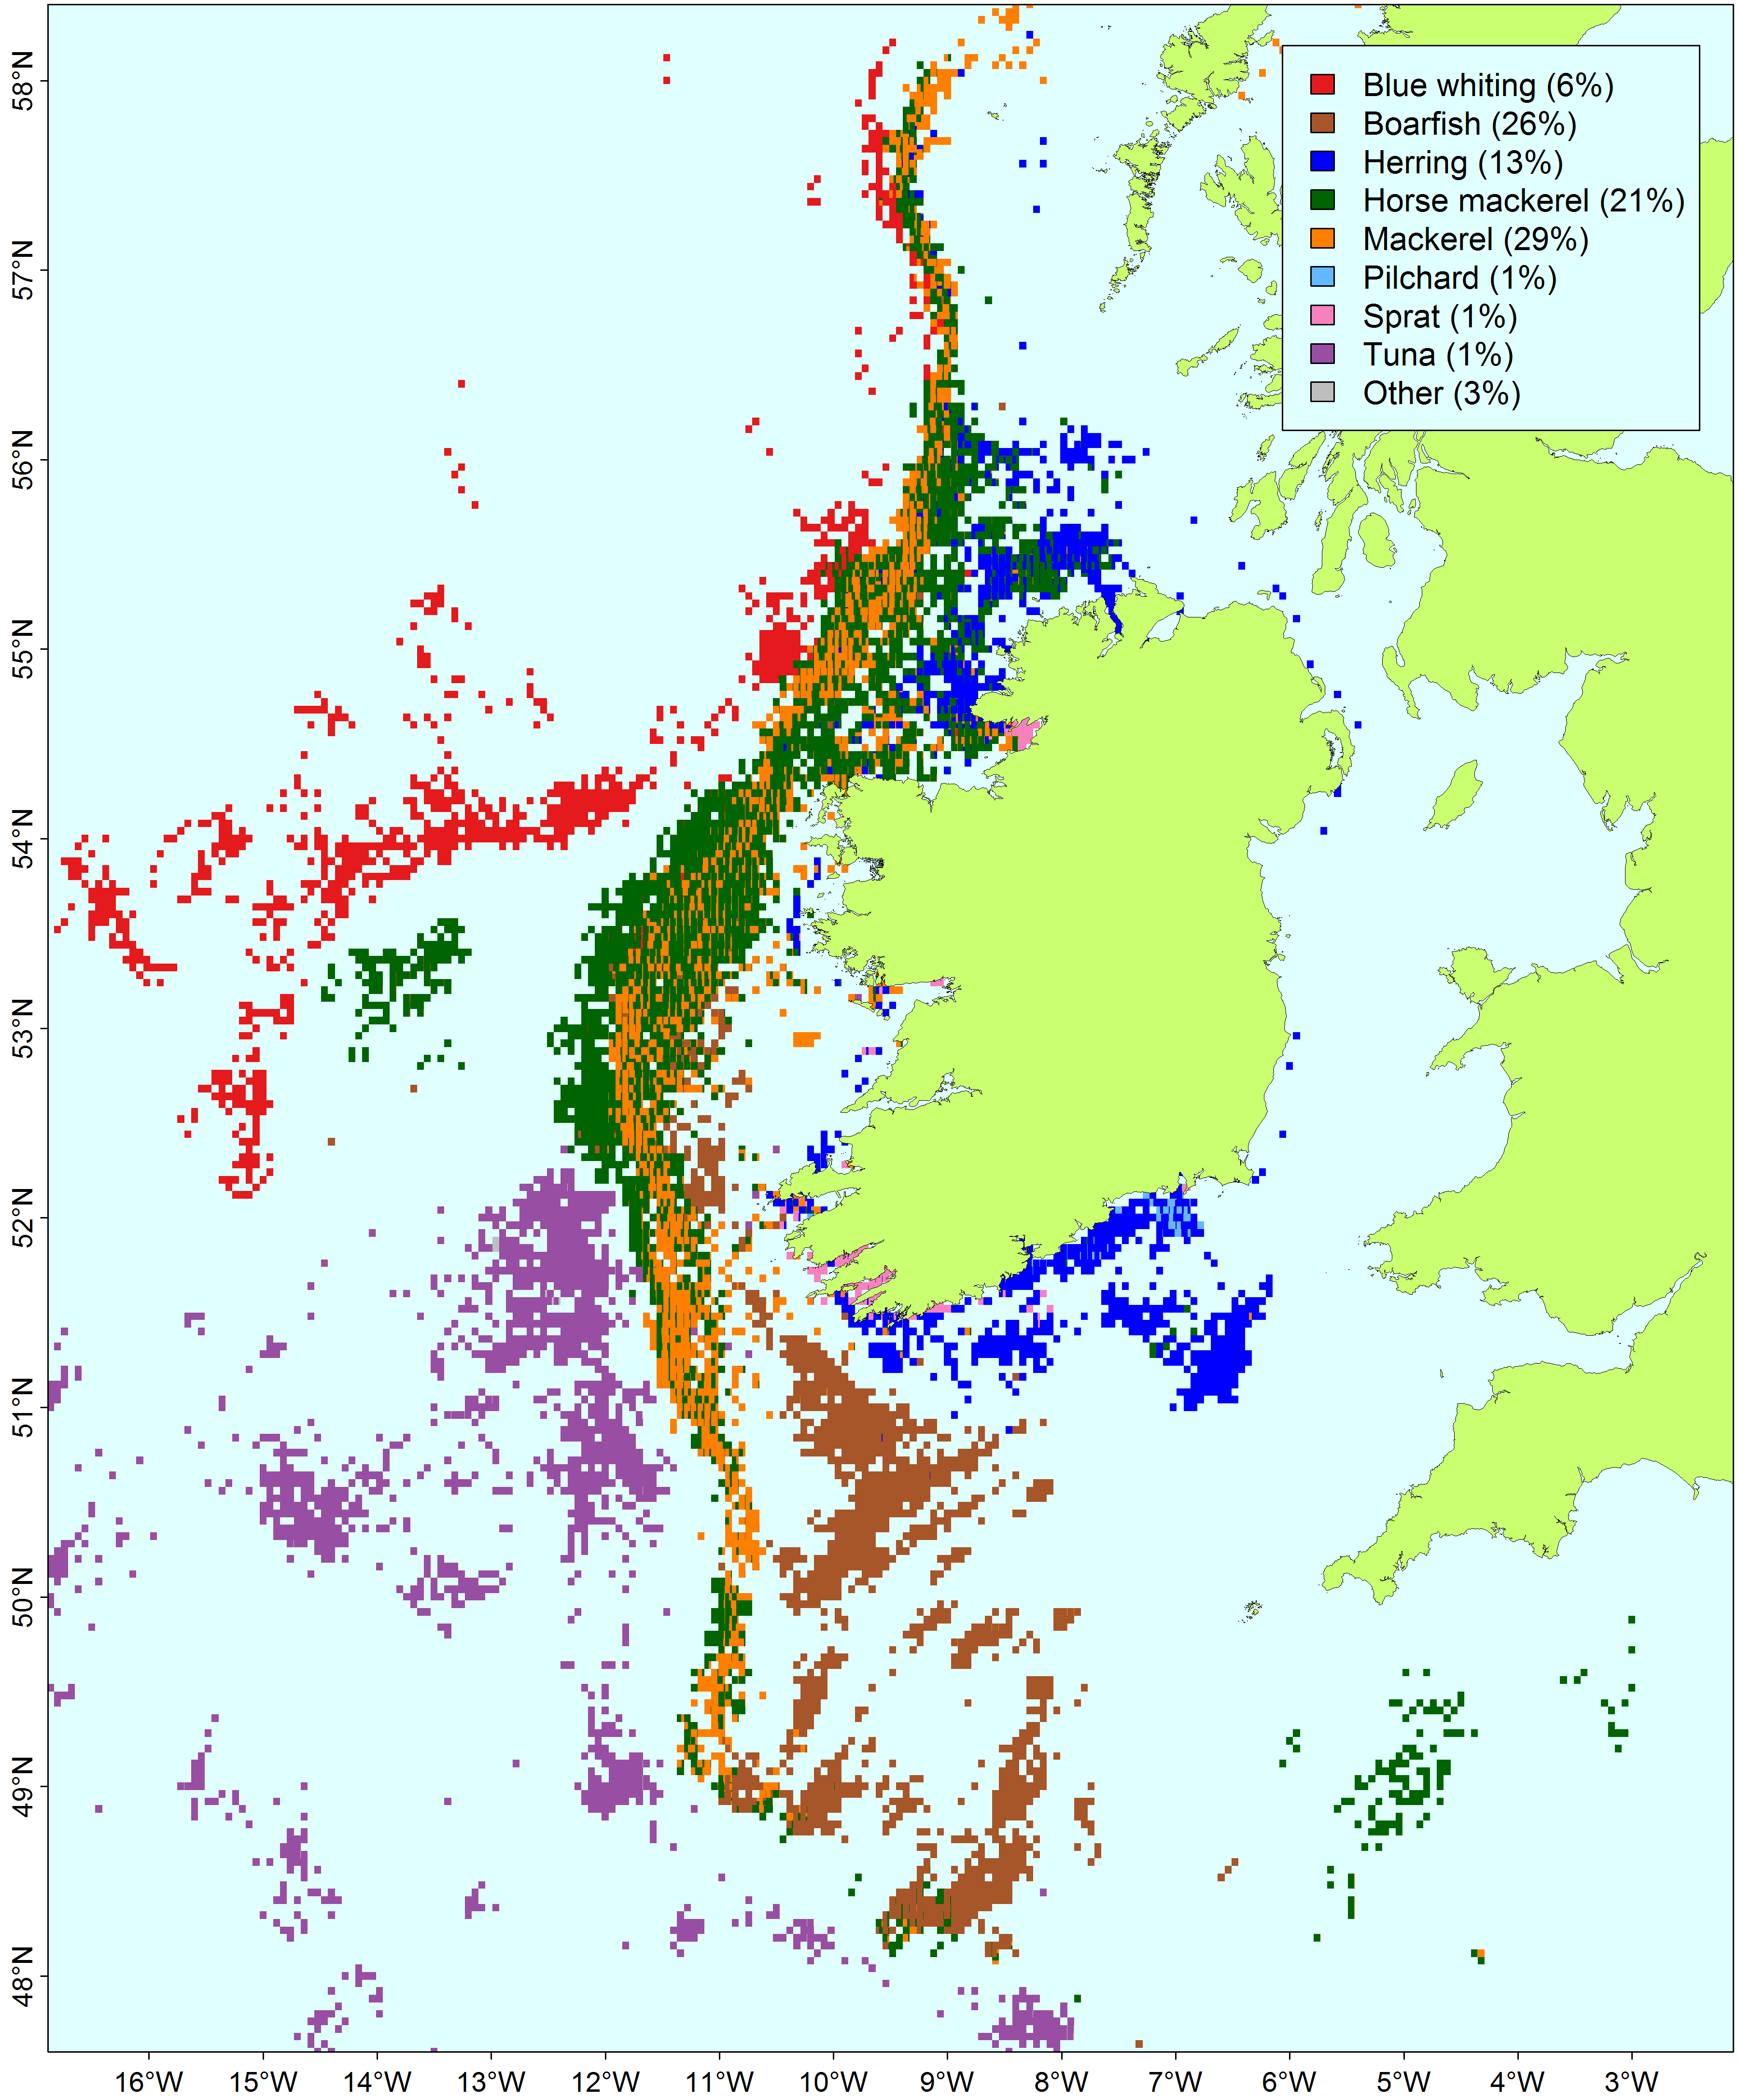 Blue whiting (6%)
Boarfish (26%)
Herring (13%)
Horse mackerel (21%)
Mackerel (29%)
Pilchard (1%)
Sprat (1%)
Tuna (1%)
Other (3%)
58°N
57°N
56°N
55°N
54°N
53°N
52°N
51°N
50°N
49°N
48°N
16°W 15°W 14°W 13°W 12°W 11°W 10°W 9°W 8°W 7°W 6°W 5°W 4°W 3°W